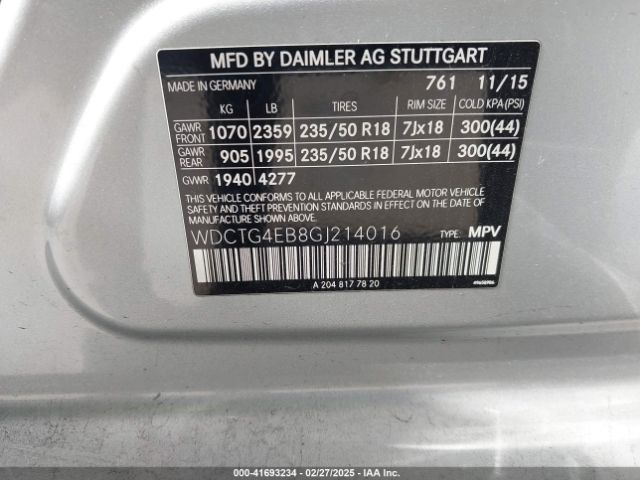 MFD BY DAIMLER AG STUTTGART
MADE IN GERMANY 761 11/15
KG LB TIRES RIM SIZE COLD KPA(PSI)
GAWR FRONT 1070 2359 235/50 R18 7Jx18 300(44)
GAWR REAR 905 1995 235/50 R18 7Jx18 300(44)
GVWR 1940 4277
THIS VEHICLE CONFORMS TO ALL APPLICABLE FEDERAL MOTOR VEHICLE
SAFETY, BUMPER, AND THEFT PREVENTION STANDARDS IN EFFECT ON THE
DATE OF MANUFACTURE SHOWN ABOVE.
WDCTG4EB8GJ214016 TYPE: MPV
A 204 817 78 20
000-41693234 - 02/27/2025 - IAA Inc.